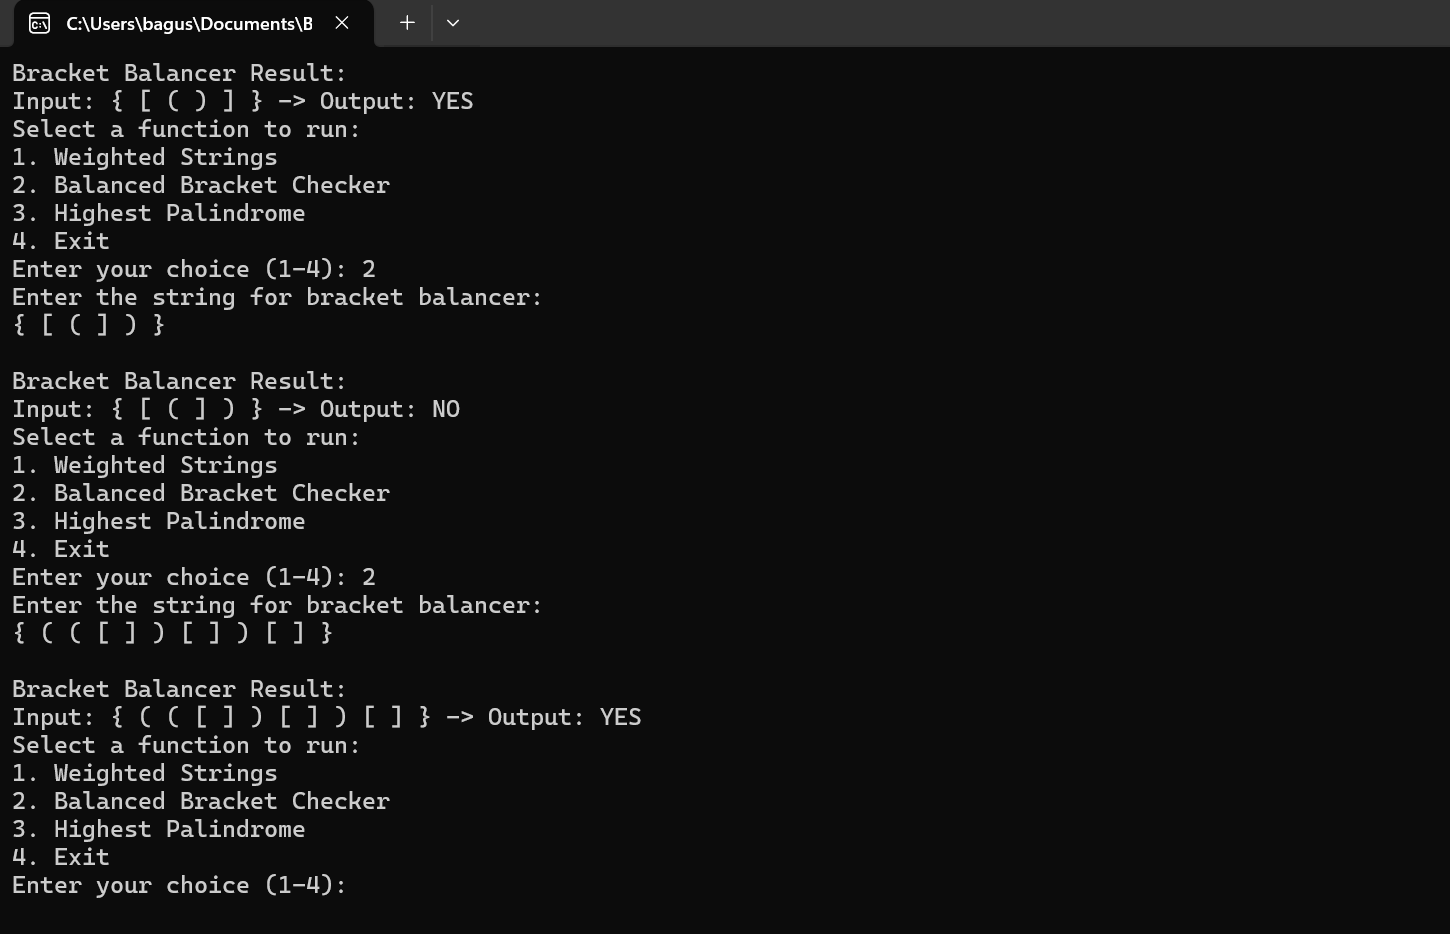 C:\Users\bagus\Documents\B
Bracket Balancer Result:
Input: { [ ( ) ] } -> Output: YES
Select a function to run:
1. Weighted Strings
2. Balanced Bracket Checker
3. Highest Palindrome
4. Exit
Enter your choice (1-4): 2
Enter the string for bracket balancer:
{ [ ( ] ) }

Bracket Balancer Result:
Input: { [ ( ] ) } -> Output: NO
Select a function to run:
1. Weighted Strings
2. Balanced Bracket Checker
3. Highest Palindrome
4. Exit
Enter your choice (1-4): 2
Enter the string for bracket balancer:
{ ( ( [ ] ) [ ] ) [ ] }

Bracket Balancer Result:
Input: { ( ( [ ] ) [ ] ) [ ] } -> Output: YES
Select a function to run:
1. Weighted Strings
2. Balanced Bracket Checker
3. Highest Palindrome
4. Exit
Enter your choice (1-4):